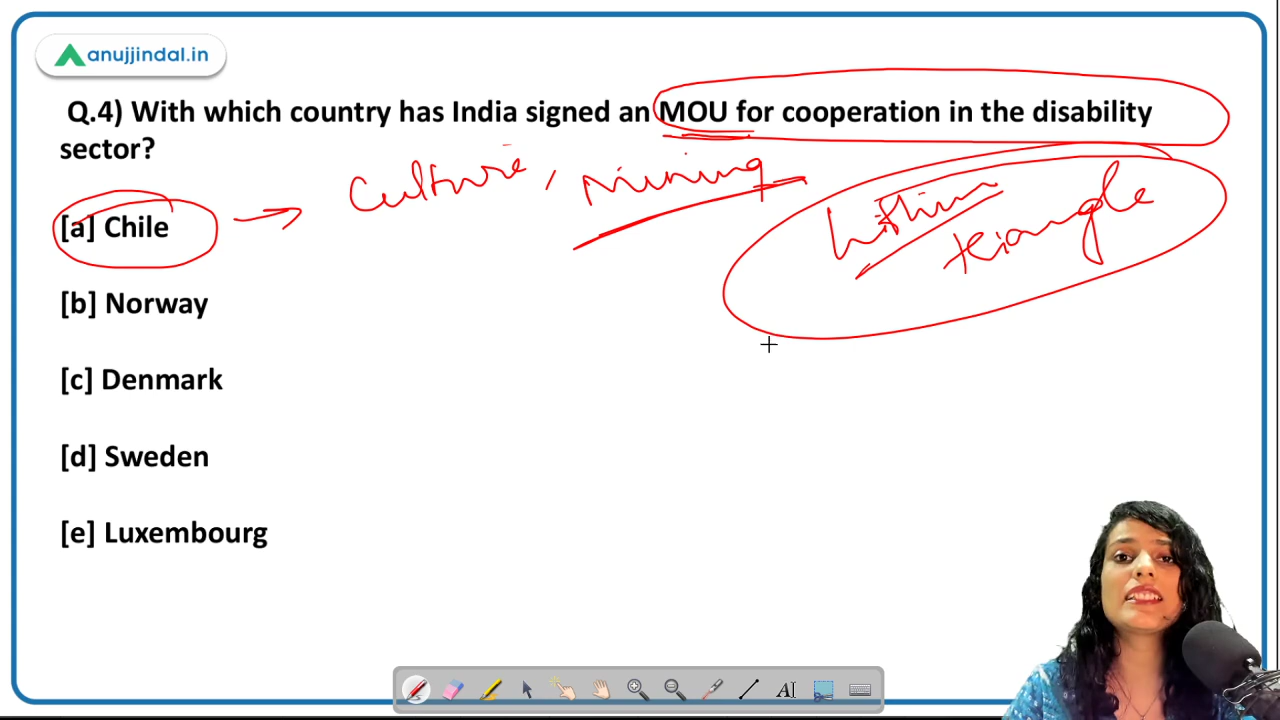 anujjindal.in
Q.4) With which country has India signed an MOU for cooperation in the disability
sector?
Culture, Mining
[a] Chile
lithium
triangle
[b] Norway
[c] Denmark
[d] Sweden
[e] Luxembourg
AI